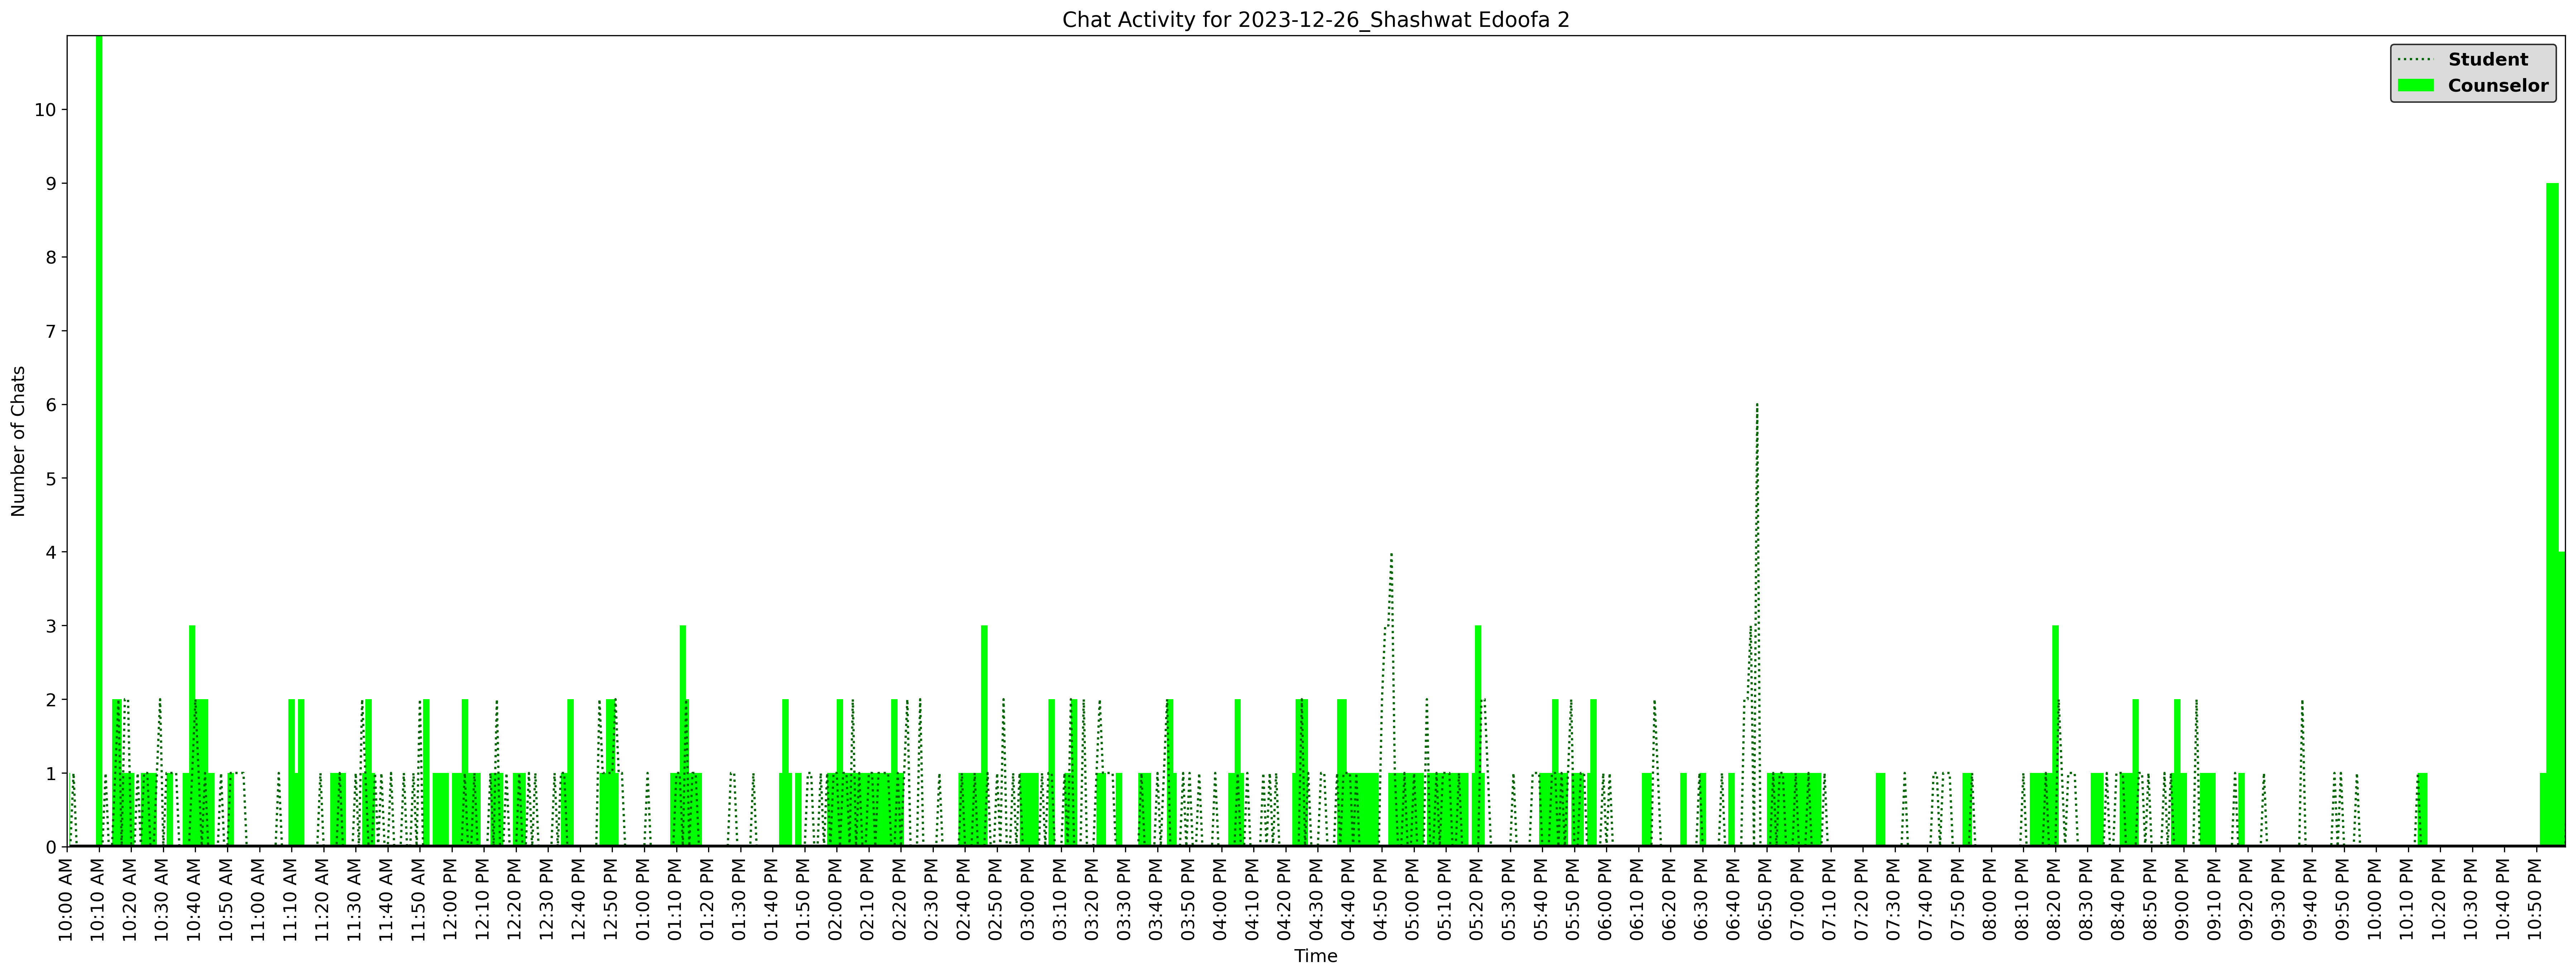 Chat Activity for 2023-12-26_Shashwat Edoofa 2
Student
Counselor
Number of Chats
10
9
8
7
6
5
4
3
2
1
0
10:00 AM
10:10 AM
10:20 AM
10:30 AM
10:40 AM
10:50 AM
11:00 AM
11:10 AM
11:20 AM
11:30 AM
11:40 AM
11:50 AM
12:00 PM
12:10 PM
12:20 PM
12:30 PM
12:40 PM
12:50 PM
01:00 PM
01:10 PM
01:20 PM
01:30 PM
01:40 PM
01:50 PM
02:00 PM
02:10 PM
02:20 PM
02:30 PM
02:40 PM
02:50 PM
03:00 PM
03:10 PM
03:20 PM
03:30 PM
03:40 PM
03:50 PM
04:00 PM
04:10 PM
04:20 PM
04:30 PM
04:40 PM
04:50 PM
05:00 PM
05:10 PM
05:20 PM
05:30 PM
05:40 PM
05:50 PM
06:00 PM
06:10 PM
06:20 PM
06:30 PM
06:40 PM
06:50 PM
07:00 PM
07:10 PM
07:20 PM
07:30 PM
07:40 PM
07:50 PM
08:00 PM
08:10 PM
08:20 PM
08:30 PM
08:40 PM
08:50 PM
09:00 PM
09:10 PM
09:20 PM
09:30 PM
09:40 PM
09:50 PM
10:00 PM
10:10 PM
10:20 PM
10:30 PM
10:40 PM
10:50 PM
Time